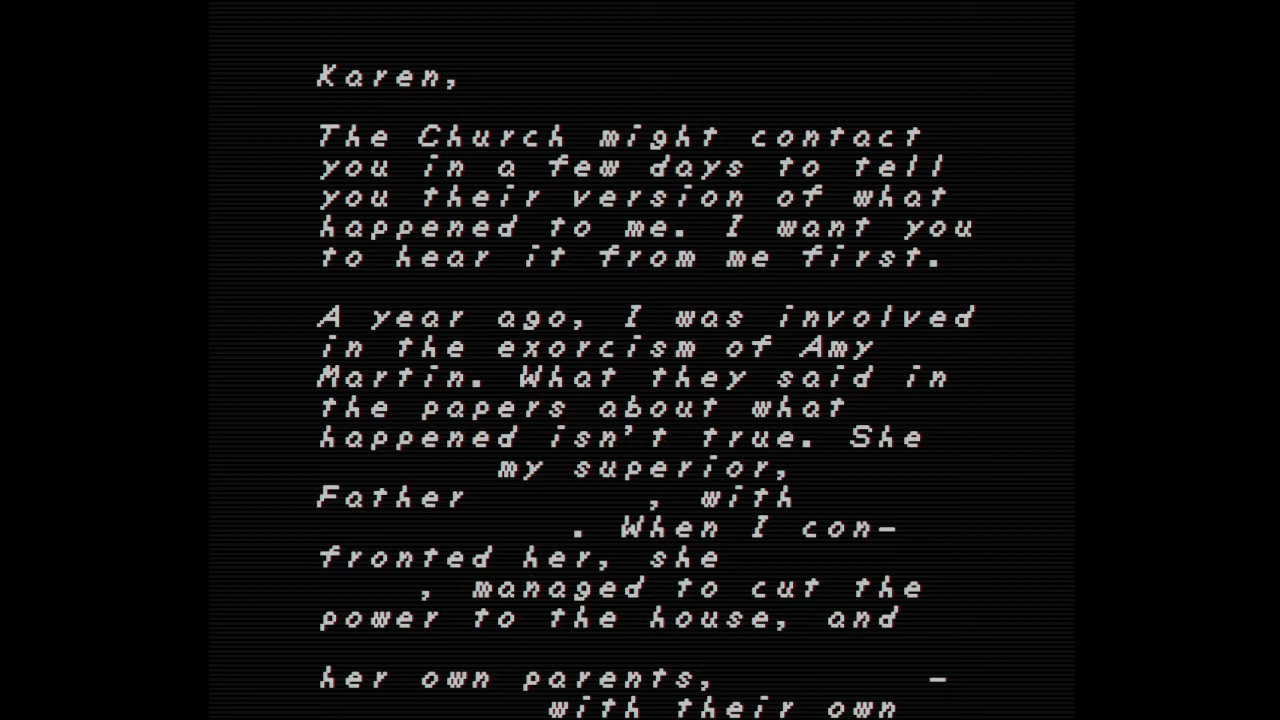 Karen,
The Church might contact
you in a few days to tell
you their version of what
happened to me. I want you
to hear it from me first.
A year ago, I was involved
in the exorcism of Amy
Martin. What they said in
the papers about what
happened isn't true. She
my superior,
Father , with
. When I con-
fronted her, she
, managed to cut the
power to the house, and
her own parents, -
with their own